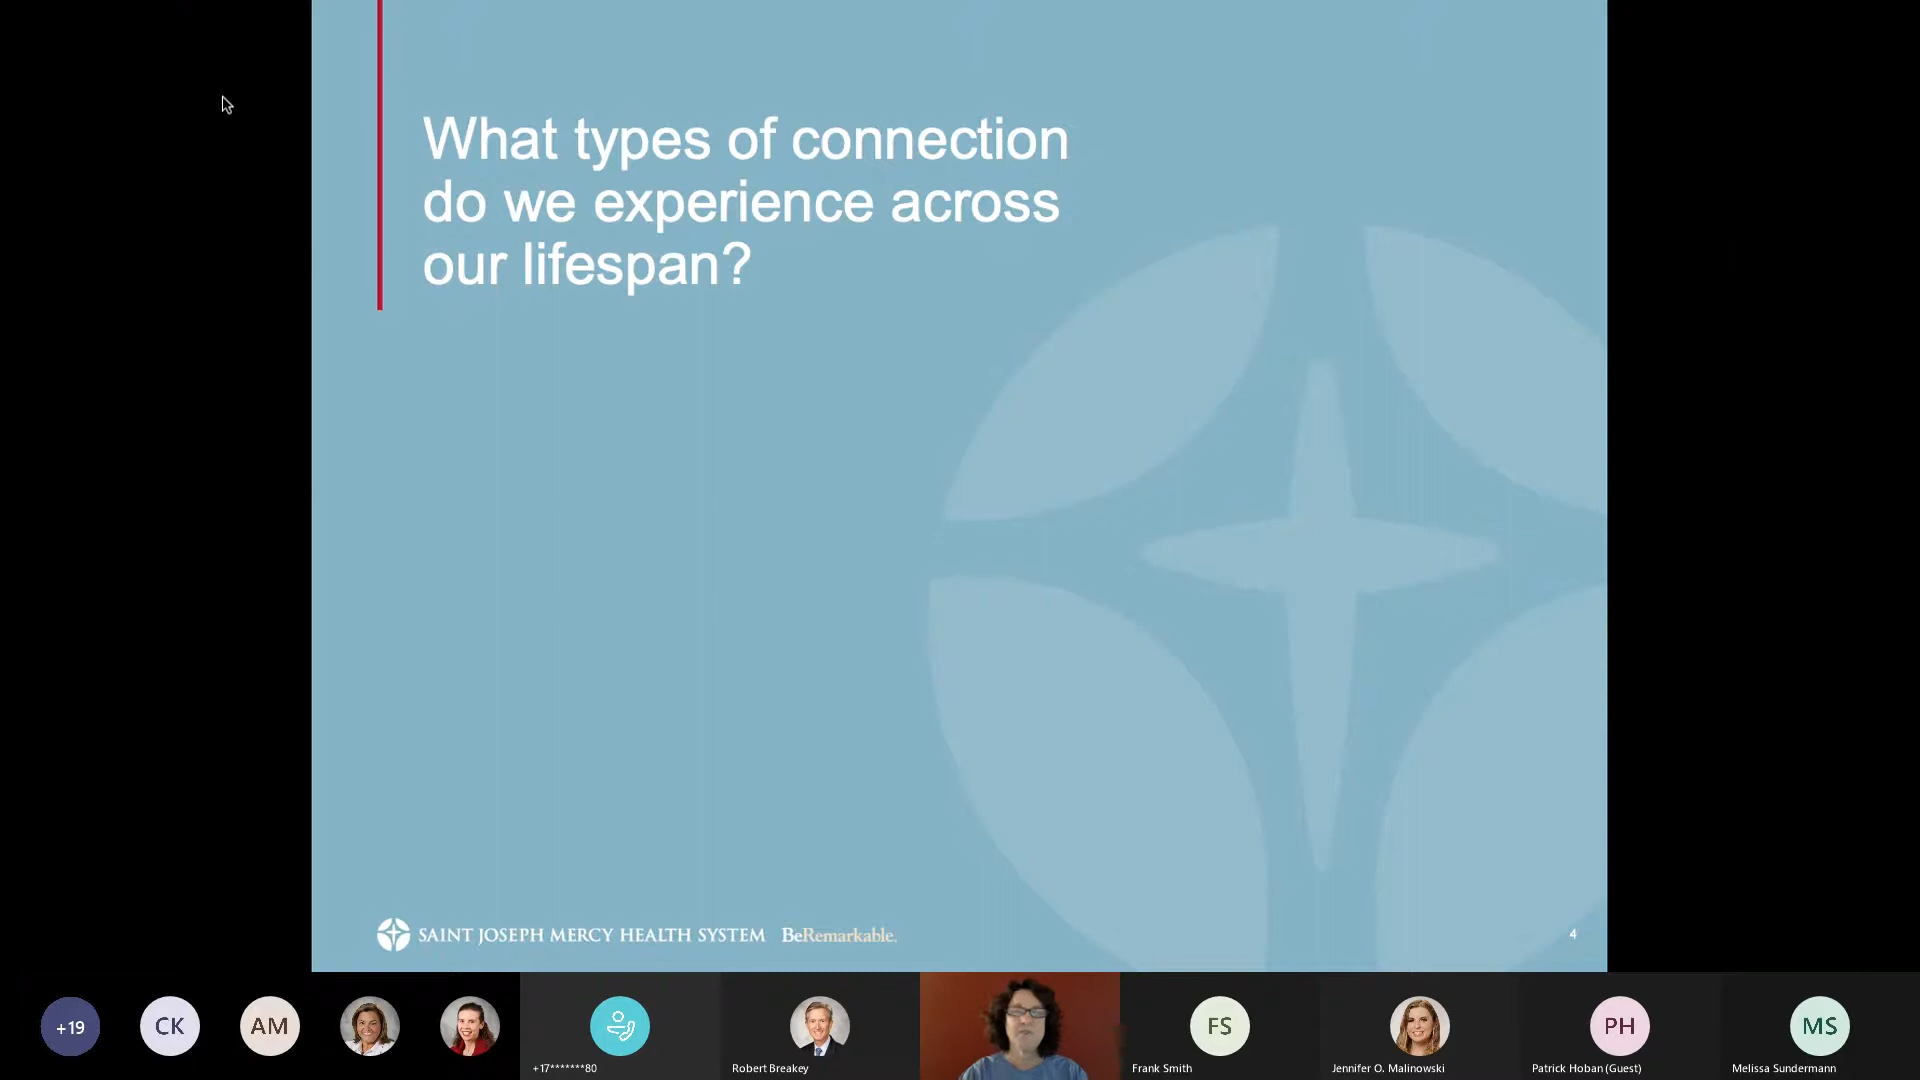 What types of connection
do we experience across
our lifespan?
SAINT JOSEPH MERCY HEALTH SYSTEM BeRemarkable.
4
+19
CK
AM
FS
PH
MS
+17*******80
Robert Breakey
Frank Smith
Jennifer O. Malinowski
Patrick Hoban (Guest)
Melissa Sundermann